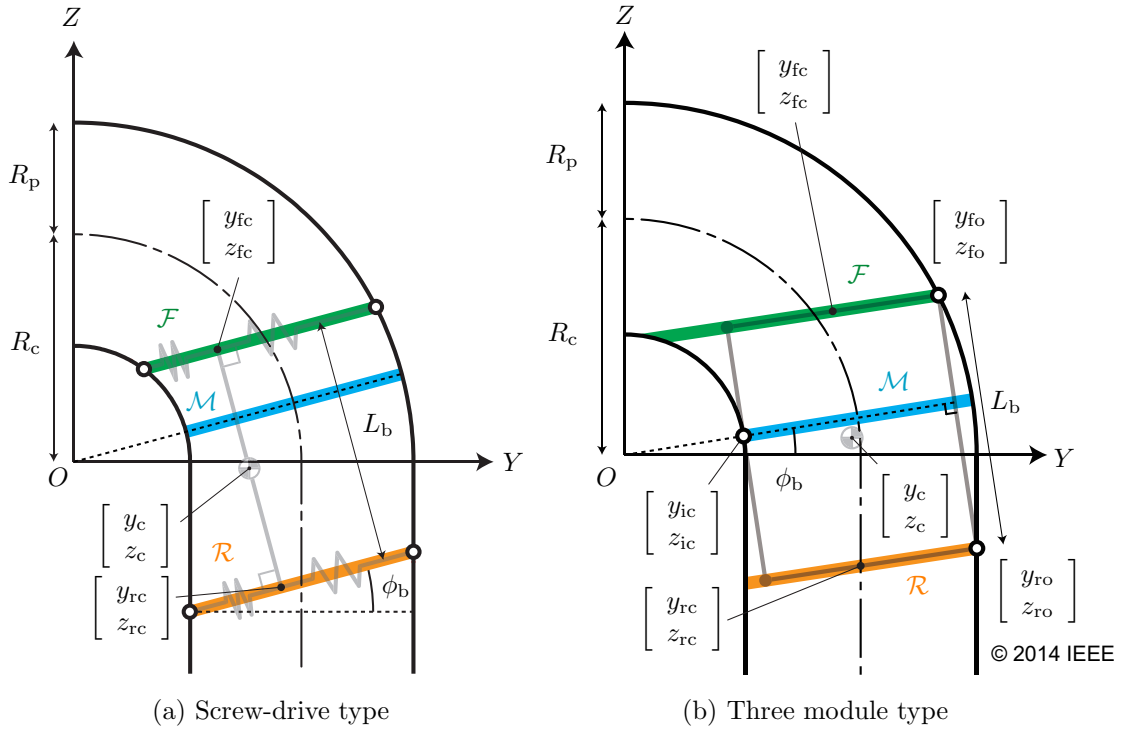 Z
R_p
R_c
[ y_fc
z_fc ]
F
M
L_b
O
Y
[ y_c
z_c ]
R
[ y_rc
z_rc ]
ϕ_b
(a) Screw-drive type
Z
[ y_fc
z_fc ]
R_p
R_c
[ y_fo
z_fo ]
F
M
L_b
O
Y
ϕ_b
[ y_ic
z_ic ]
[ y_c
z_c ]
[ y_rc
z_rc ]
R
[ y_ro
z_ro ]
© 2014 IEEE
(b) Three module type